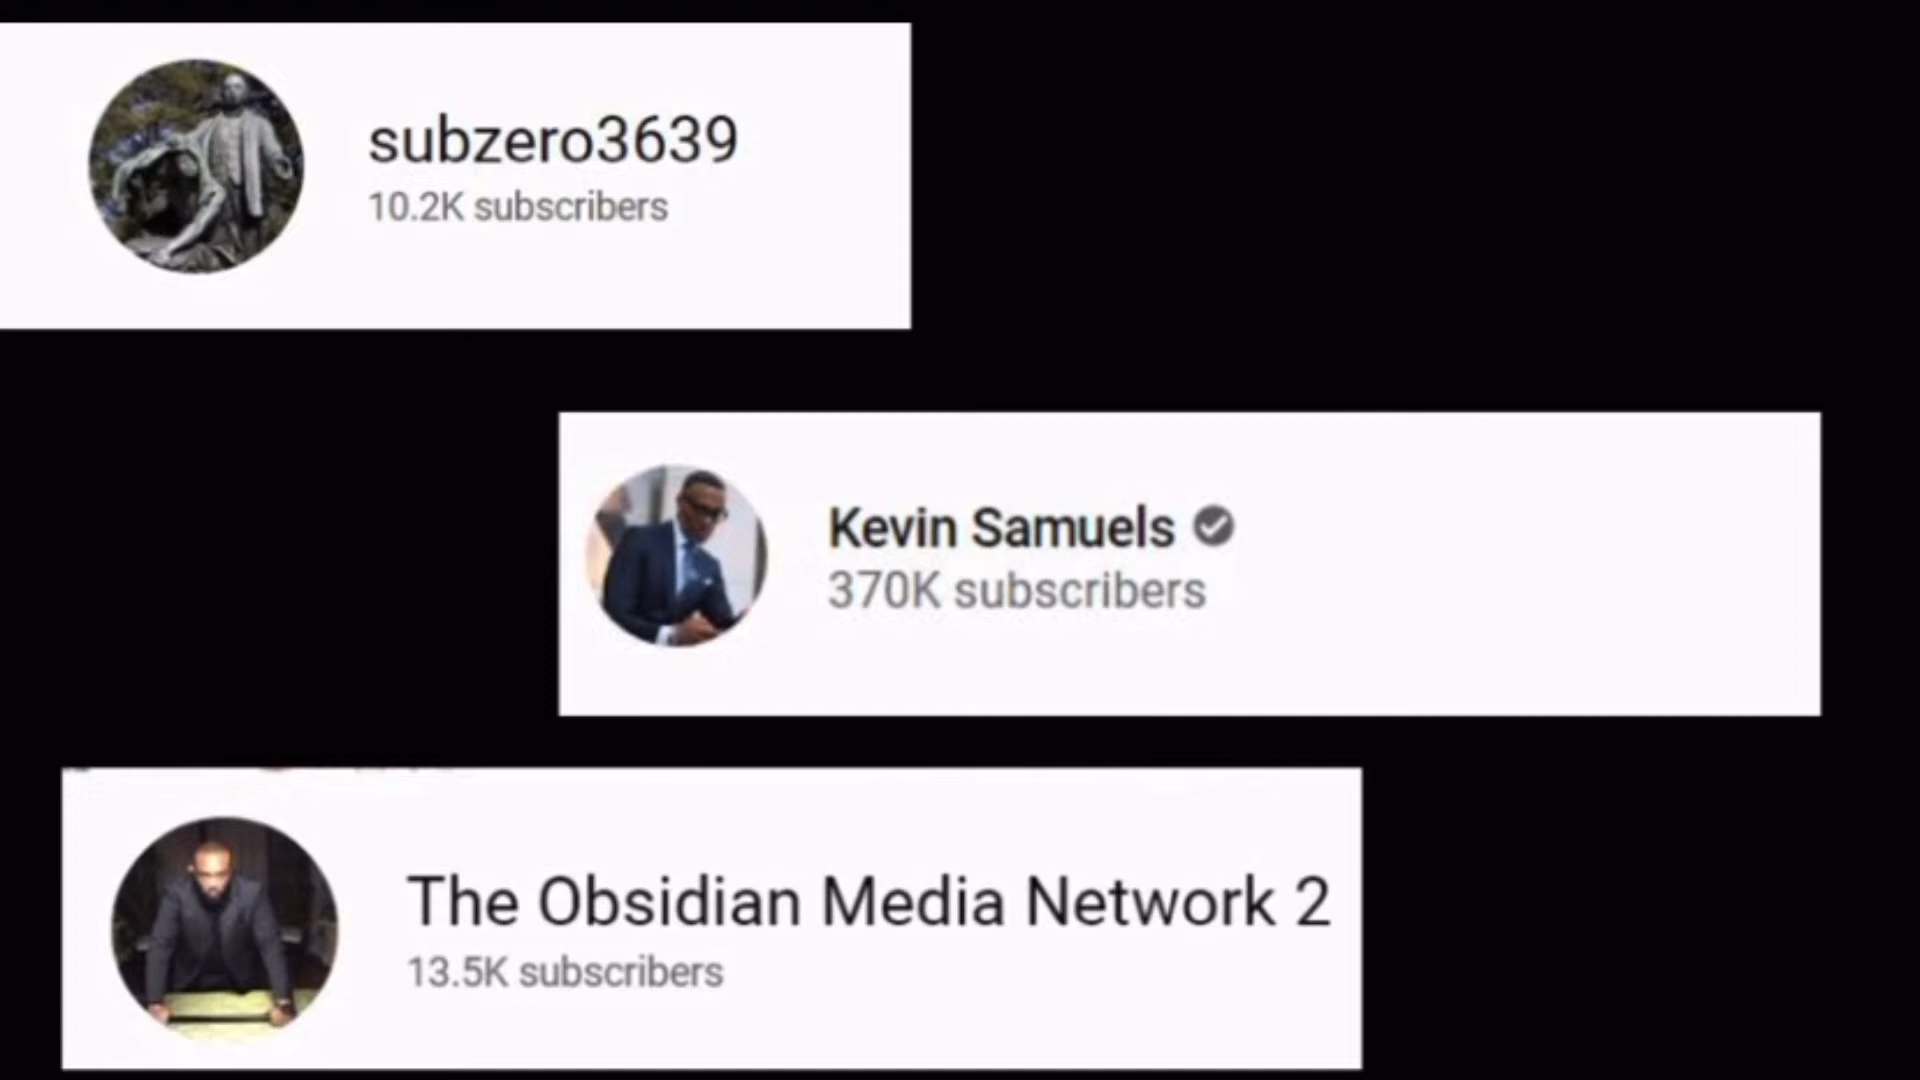 subzero3639
10.2K subscribers
Kevin Samuels
370K subscribers
The Obsidian Media Network 2
13.5K subscribers